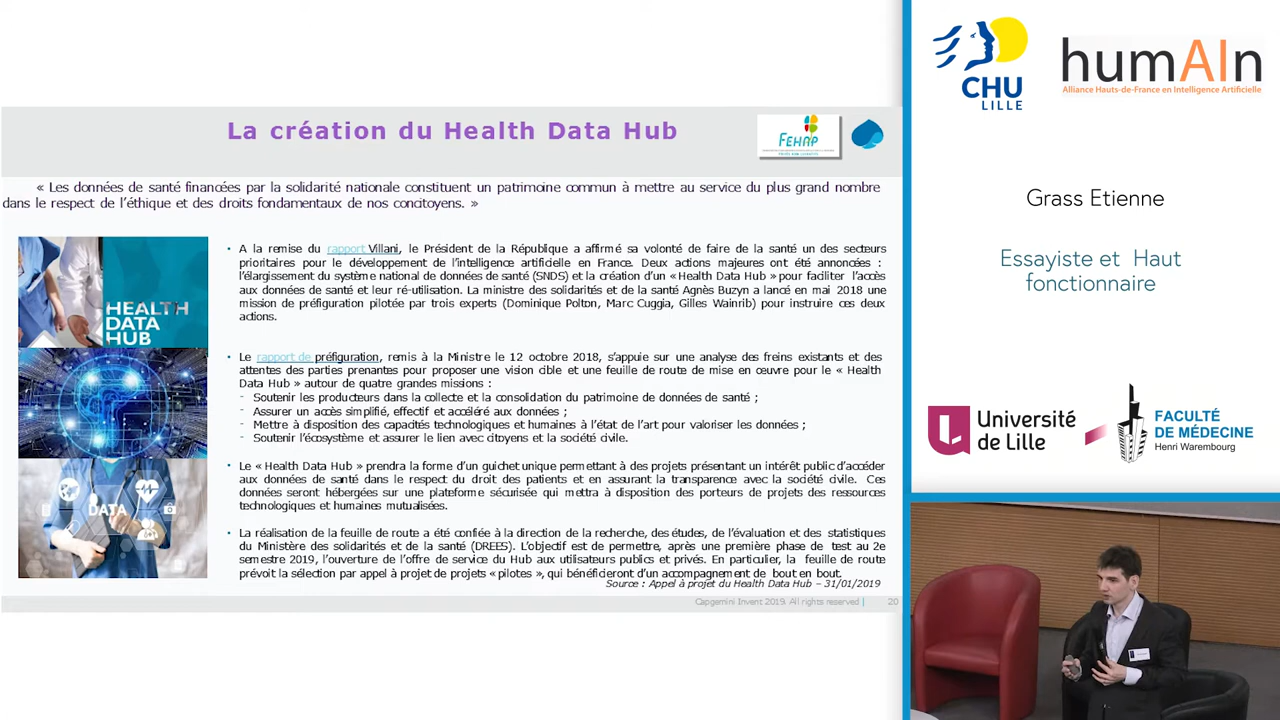 La création du Health Data Hub
FEHAP
« Les données de santé financées par la solidarité nationale constituent un patrimoine commun à mettre au service du plus grand nombre
dans le respect de l'éthique et des droits fondamentaux de nos concitoyens. »
HEALTH
DATA
HUB
DATA
• A la remise du rapport Villani, le Président de la République a affirmé sa volonté de faire de la santé un des secteurs
prioritaires pour le développement de l'intelligence artificielle en France. Deux actions majeures ont été annoncées :
l'élargissement du système national de données de santé (SNDS) et la création d'un « Health Data Hub » pour faciliter l'accès
aux données de santé et leur ré-utilisation. La ministre des solidarités et de la santé Agnès Buzyn a lancé en mai 2018 une
mission de préfiguration pilotée par trois experts (Dominique Polton, Marc Cuggia, Gilles Wainrib) pour instruire ces deux
actions.
• Le rapport de préfiguration, remis à la Ministre le 12 octobre 2018, s'appuie sur une analyse des freins existants et des
attentes des parties prenantes pour proposer une vision cible et une feuille de route de mise en œuvre pour le « Health
Data Hub » autour de quatre grandes missions :
- Soutenir les producteurs dans la collecte et la consolidation du patrimoine de données de santé ;
- Assurer un accès simplifié, effectif et accéléré aux données ;
- Mettre à disposition des capacités technologiques et humaines à l'état de l'art pour valoriser les données ;
- Soutenir l'écosystème et assurer le lien avec citoyens et la société civile.
• Le « Health Data Hub » prendra la forme d'un guichet unique permettant à des projets présentant un intérêt public d'accéder
aux données de santé dans le respect du droit des patients et en assurant la transparence avec la société civile. Ces
données seront hébergées sur une plateforme sécurisée qui mettra à disposition des porteurs de projets des ressources
technologiques et humaines mutualisées.
• La réalisation de la feuille de route a été confiée à la direction de la recherche, des études, de l'évaluation et des statistiques
du Ministère des solidarités et de la santé (DREES). L'objectif est de permettre, après une première phase de test au 2e
semestre 2019, l'ouverture de l'offre de service du Hub aux utilisateurs publics et privés. En particulier, la feuille de route
prévoit la sélection par appel à projet de projets « pilotes », qui bénéficieront d'un accompagnement de bout en bout.
Source : Appel à projet du Health Data Hub – 31/01/2019
Capgemini Invent 2019. All rights reserved | 20
CHU
LILLE
humAIn
Alliance Hauts-de-France en Intelligence Artificielle
Grass Etienne
Essayiste et Haut
fonctionnaire
Université
de Lille
FACULTÉ
DE MÉDECINE
Henri Warembourg